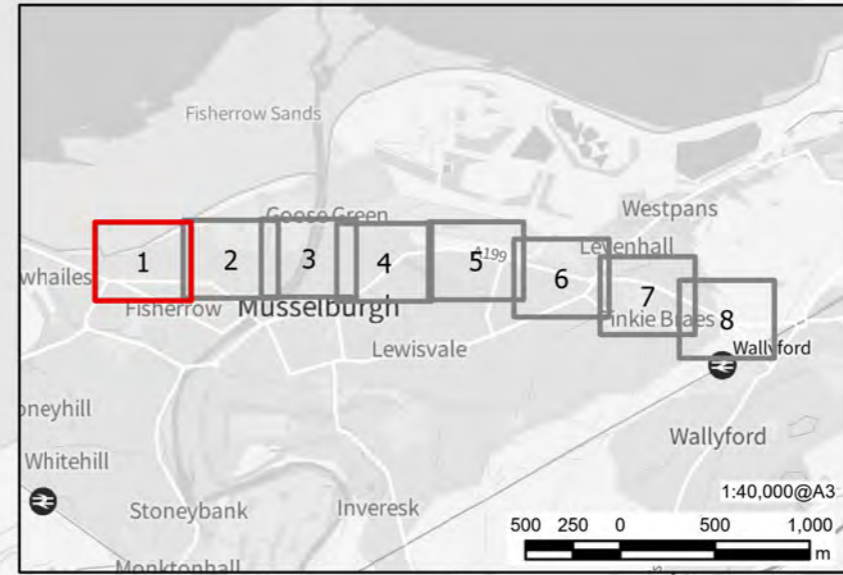 Fisherrow Sands
Westpans
Goose Green
Levenhall
A199
1
2
3
4
5
6
7
8
whailes
Fisherrow
Musselburgh
inkie Braes
Wallyford
Lewisvale
oneyhill
Wallyford
Whitehill
1:40,000@A3
Stoneybank
Inveresk
500 250 0 500 1,000
m
Monktonhall